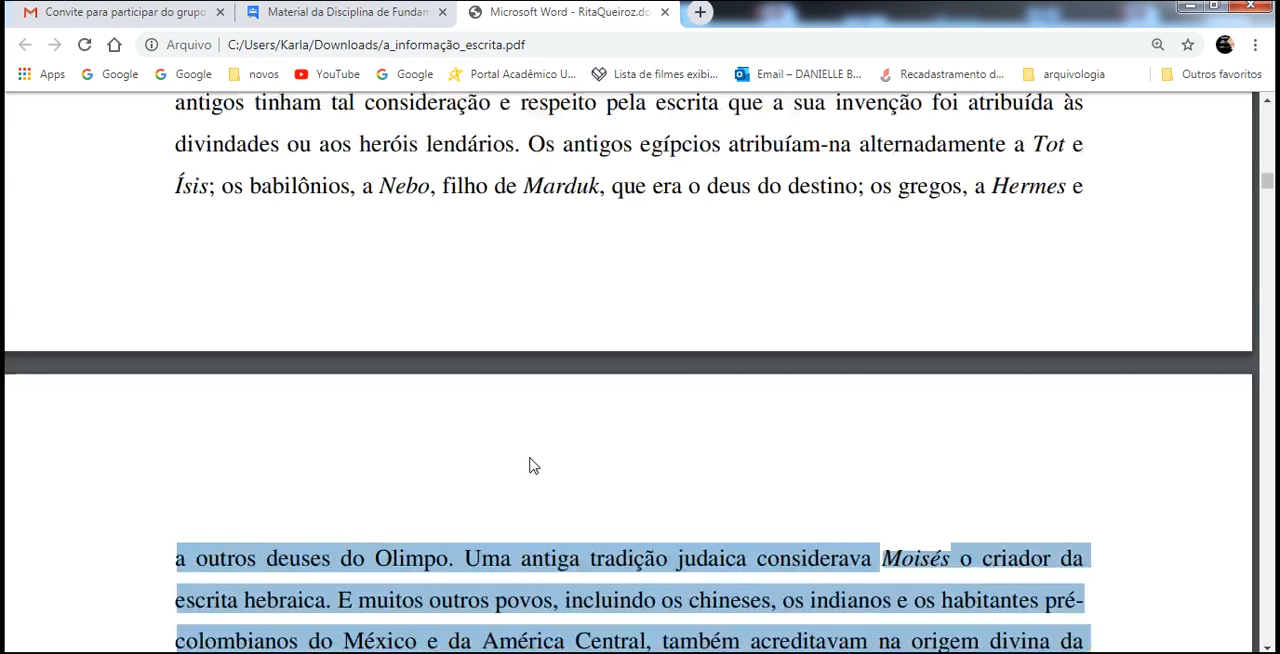 Convite para participar do grupo
Material da Disciplina de Fundam
Microsoft Word - RitaQueiroz.do
Arquivo
C:/Users/Karla/Downloads/a_informação_escrita.pdf
Apps
Google
Google
novos
YouTube
Google
Portal Acadêmico U...
Lista de filmes exibi...
Email – DANIELLE B...
Recadastramento d...
arquivologia
Outros favoritos
antigos tinham tal consideração e respeito pela escrita que a sua invenção foi atribuída às
divindades ou aos heróis lendários. Os antigos egípcios atribuíam-na alternadamente a Tot e
Ísis; os babilônios, a Nebo, filho de Marduk, que era o deus do destino; os gregos, a Hermes e
a outros deuses do Olimpo. Uma antiga tradição judaica considerava Moisés o criador da
escrita hebraica. E muitos outros povos, incluindo os chineses, os indianos e os habitantes pré-
colombianos do México e da América Central, também acreditavam na origem divina da